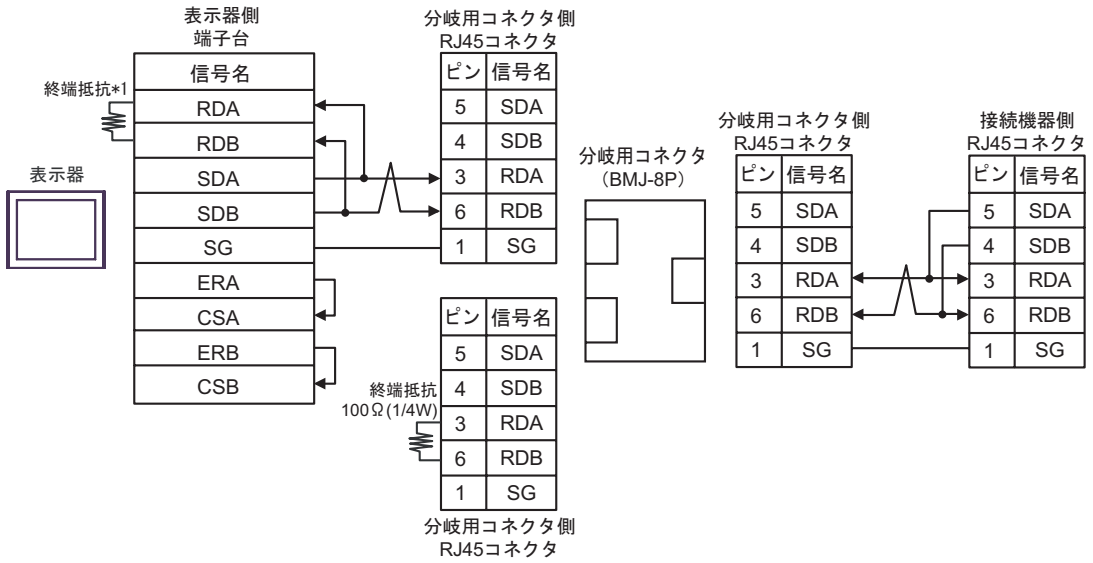 表示器側
端子台
信号名
RDA
RDB
SDA
SDB
SG
ERA
CSA
ERB
CSB
終端抵抗*1
表示器
分岐用コネクタ側
RJ45コネクタ
ピン 信号名
5 SDA
4 SDB
3 RDA
6 RDB
1 SG
ピン 信号名
5 SDA
4 SDB
3 RDA
6 RDB
1 SG
終端抵抗
100Ω(1/4W)
分岐用コネクタ側
RJ45コネクタ
分岐用コネクタ
（BMJ-8P）
分岐用コネクタ側
RJ45コネクタ
ピン 信号名
5 SDA
4 SDB
3 RDA
6 RDB
1 SG
接続機器側
RJ45コネクタ
ピン 信号名
5 SDA
4 SDB
3 RDA
6 RDB
1 SG